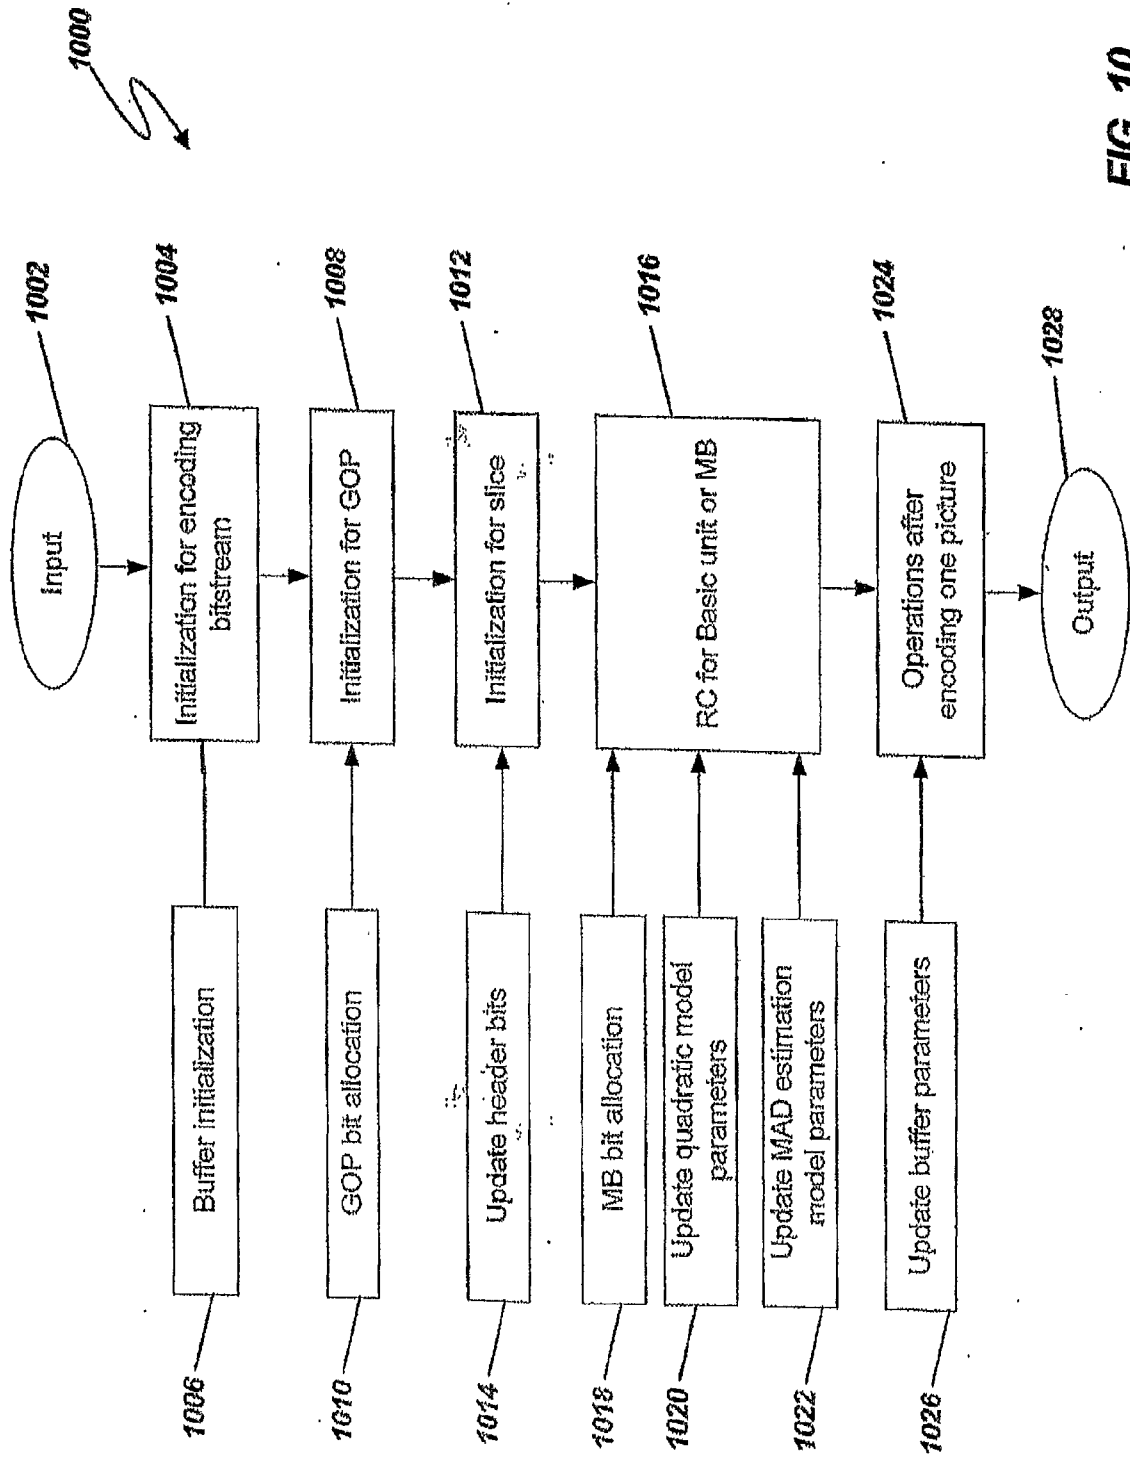 1000
1002
Input
1004
Initialization for encoding
bitstream
1006
Buffer initialization
1008
Initialization for GOP
1010
GOP bit allocation
1012
Initialization for slice
1014
Update header bits
1016
RC for Basic unit or MB
1018
MB bit allocation
1020
Update quadratic model
parameters
1022
Update MAD estimation
model parameters
1024
Operations after
encoding one picture
1026
Update buffer parameters
1028
Output
FIG. 10